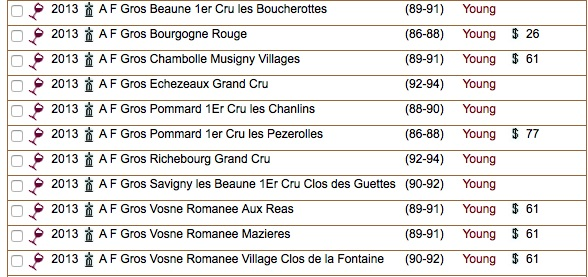 2013 A F Gros Beaune 1er Cru les Boucherottes (89-91) Young
2013 A F Gros Bourgogne Rouge (86-88) Young $ 26
2013 A F Gros Chambolle Musigny Villages (89-91) Young $ 61
2013 A F Gros Echezeaux Grand Cru (92-94) Young
2013 A F Gros Pommard 1Er Cru les Chanlins (88-90) Young
2013 A F Gros Pommard 1er Cru les Pezerolles (86-88) Young $ 77
2013 A F Gros Richebourg Grand Cru (92-94) Young
2013 A F Gros Savigny les Beaune 1Er Cru Clos des Guettes (90-92) Young
2013 A F Gros Vosne Romanee Aux Reas (89-91) Young $ 61
2013 A F Gros Vosne Romanee Mazieres (89-91) Young $ 61
2013 A F Gros Vosne Romanee Village Clos de la Fontaine (90-92) Young $ 61